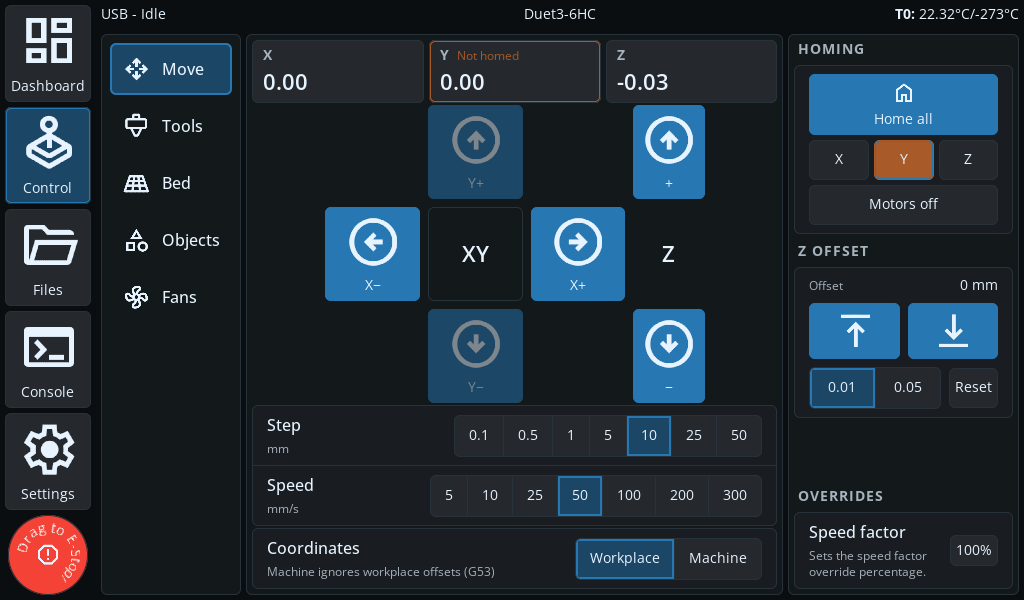 USB - Idle
Duet3-6HC
T0: 22.32°C/-273°C
Dashboard
Control
Files
Console
Settings
Drag to E-Stop!
Move
Tools
Bed
Objects
Fans
X
0.00
Y Not homed
0.00
Z
-0.03
Y+
+
X−
XY
X+
Z
Y−
−
Step
mm
0.1 0.5 1 5 10 25 50
Speed
mm/s
5 10 25 50 100 200 300
Coordinates
Machine ignores workplace offsets (G53)
Workplace Machine
HOMING
Home all
X Y Z
Motors off
Z OFFSET
Offset 0 mm
0.01 0.05 Reset
OVERRIDES
Speed factor
Sets the speed factor
override percentage.
100%